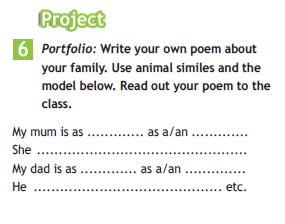 Project
6 Portfolio: Write your own poem about
your family. Use animal similes and the
model below. Read out your poem to the
class.
My mum is as ............. as a/an .............
She ................................................
My dad is as ............. as a/an ..............
He .......................................... etc.